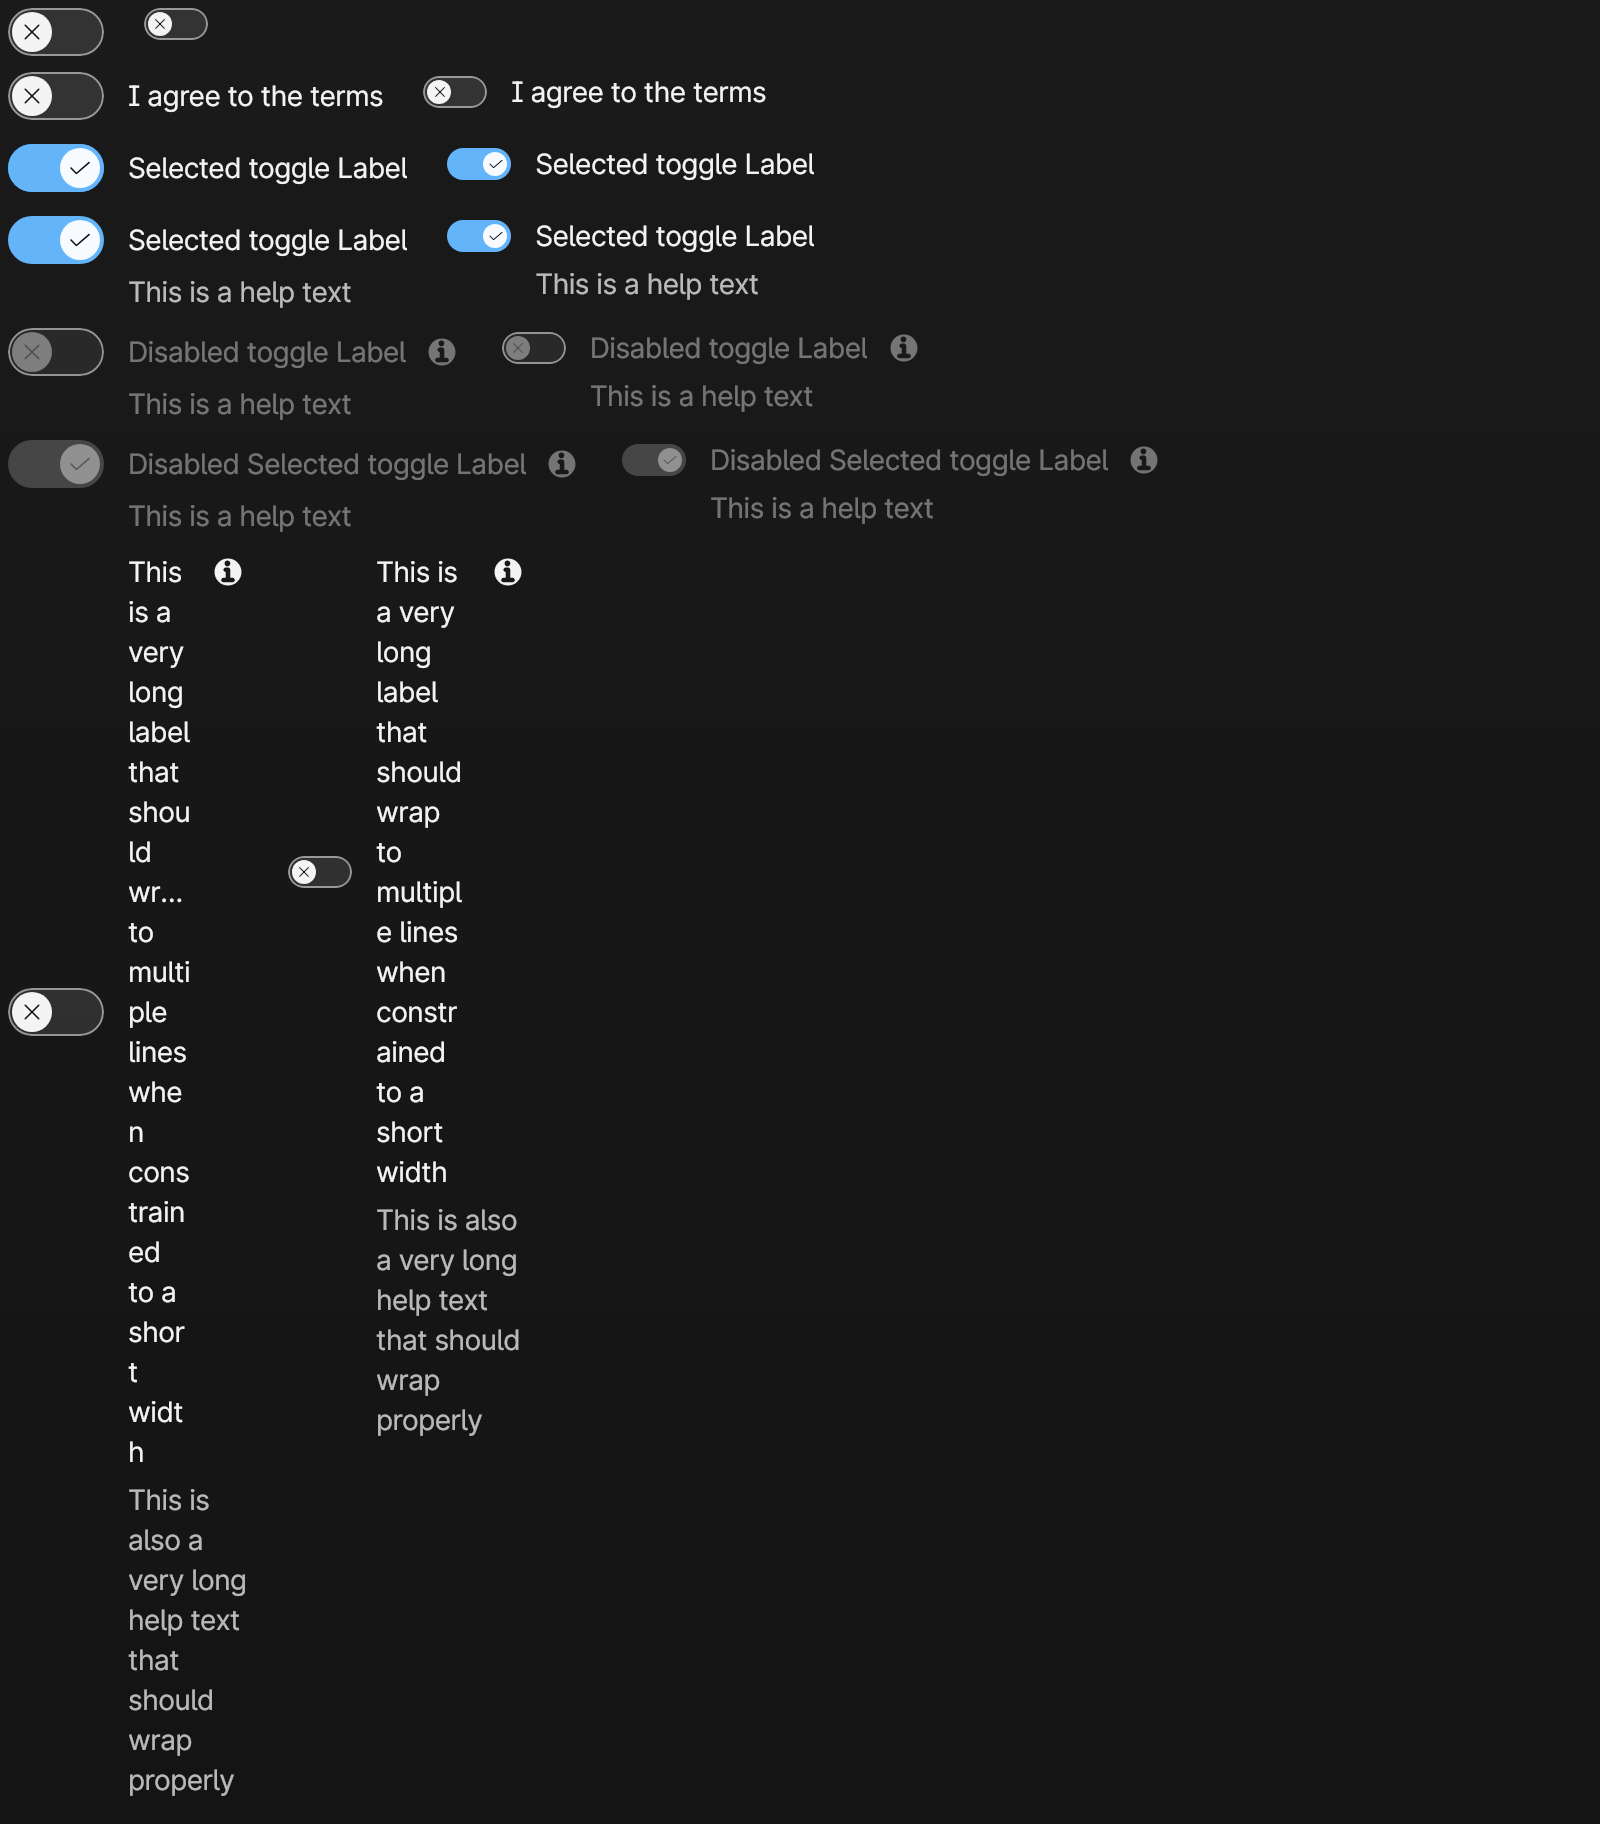 I agree to the terms I agree to the terms
Selected toggle Label Selected toggle Label
Selected toggle Label Selected toggle Label
This is a help text This is a help text
Disabled toggle Label Disabled toggle Label
This is a help text This is a help text
Disabled Selected toggle Label Disabled Selected toggle Label
This is a help text This is a help text
This
is a
very
long
label
that
shou
ld
wr...
to
multi
ple
lines
whe
n
cons
train
ed
to a
shor
t
widt
h
This is
also a
very long
help text
that
should
wrap
properly
This is
a very
long
label
that
should
wrap
to
multipl
e lines
when
constr
ained
to a
short
width
This is also
a very long
help text
that should
wrap
properly